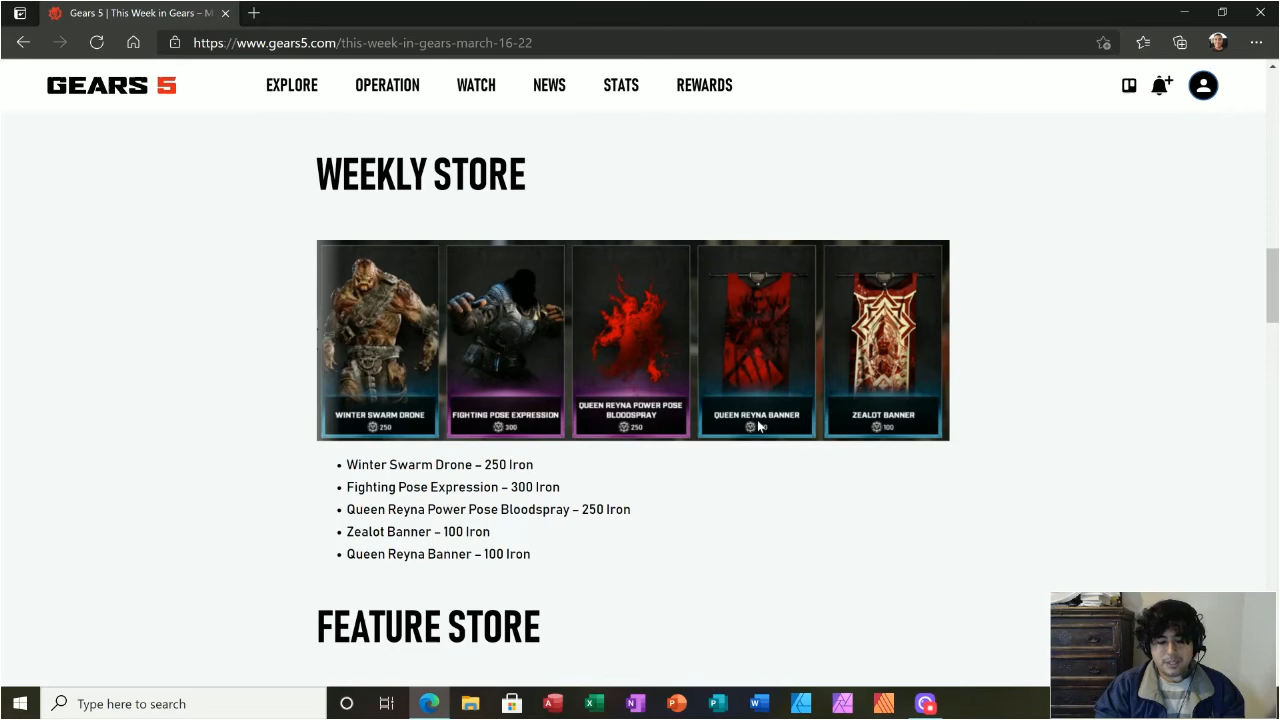 Gears 5 | This Week in Gears – M
https://www.gears5.com/this-week-in-gears-march-16-22
GEARS 5
EXPLORE
OPERATION
WATCH
NEWS
STATS
REWARDS
WEEKLY STORE
WINTER SWARM DRONE
250
FIGHTING POSE EXPRESSION
300
QUEEN REYNA POWER POSE
BLOODSPRAY
250
QUEEN REYNA BANNER
ZEALOT BANNER
100
• Winter Swarm Drone – 250 Iron
• Fighting Pose Expression – 300 Iron
• Queen Reyna Power Pose Bloodspray – 250 Iron
• Zealot Banner – 100 Iron
• Queen Reyna Banner – 100 Iron
FEATURE STORE
Type here to search